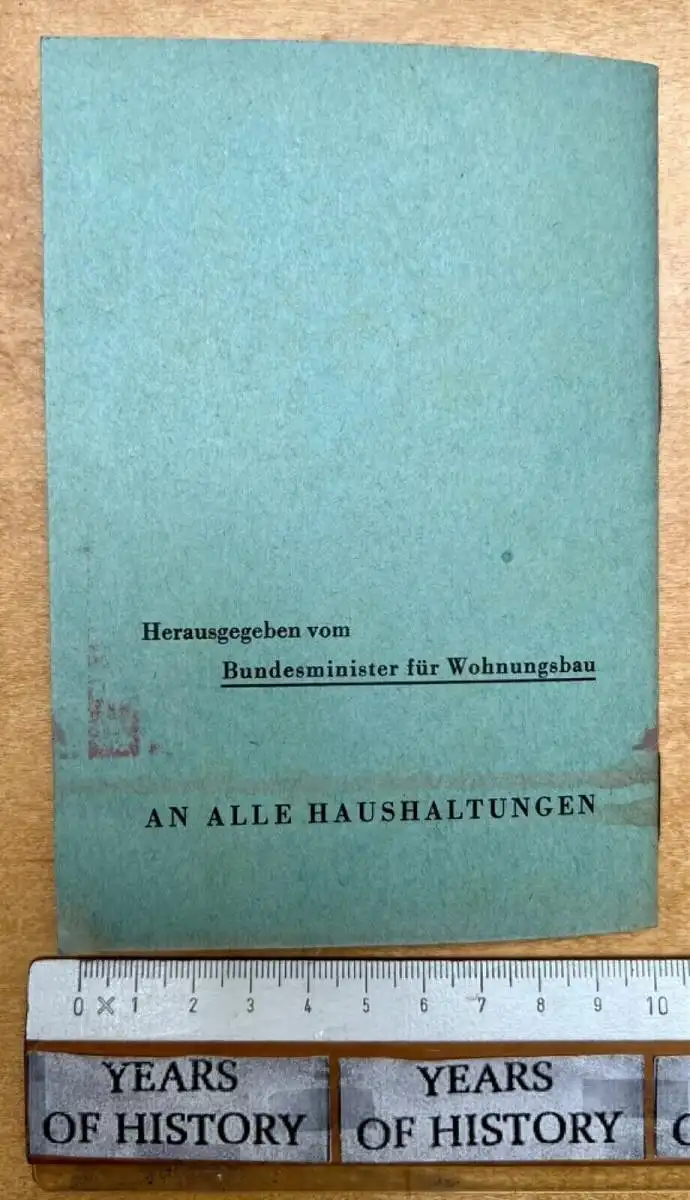 Herausgegeben vom
Bundesminister für Wohnungsbau
AN ALLE HAUSHALTUNGEN
0 1 2 3 4 5 6 7 8 9 10
YEARS
OF HISTORY
YEARS
OF HISTORY